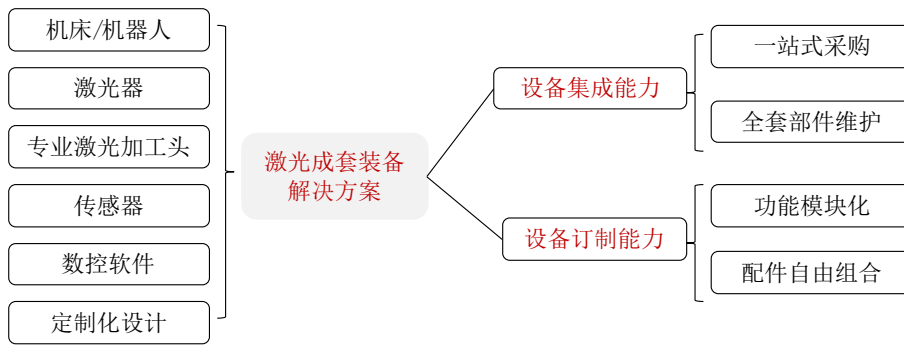 机床/机器人
激光器
专业激光加工头
传感器
数控软件
定制化设计
激光成套装备
解决方案
设备集成能力
设备订制能力
一站式采购
全套部件维护
功能模块化
配件自由组合